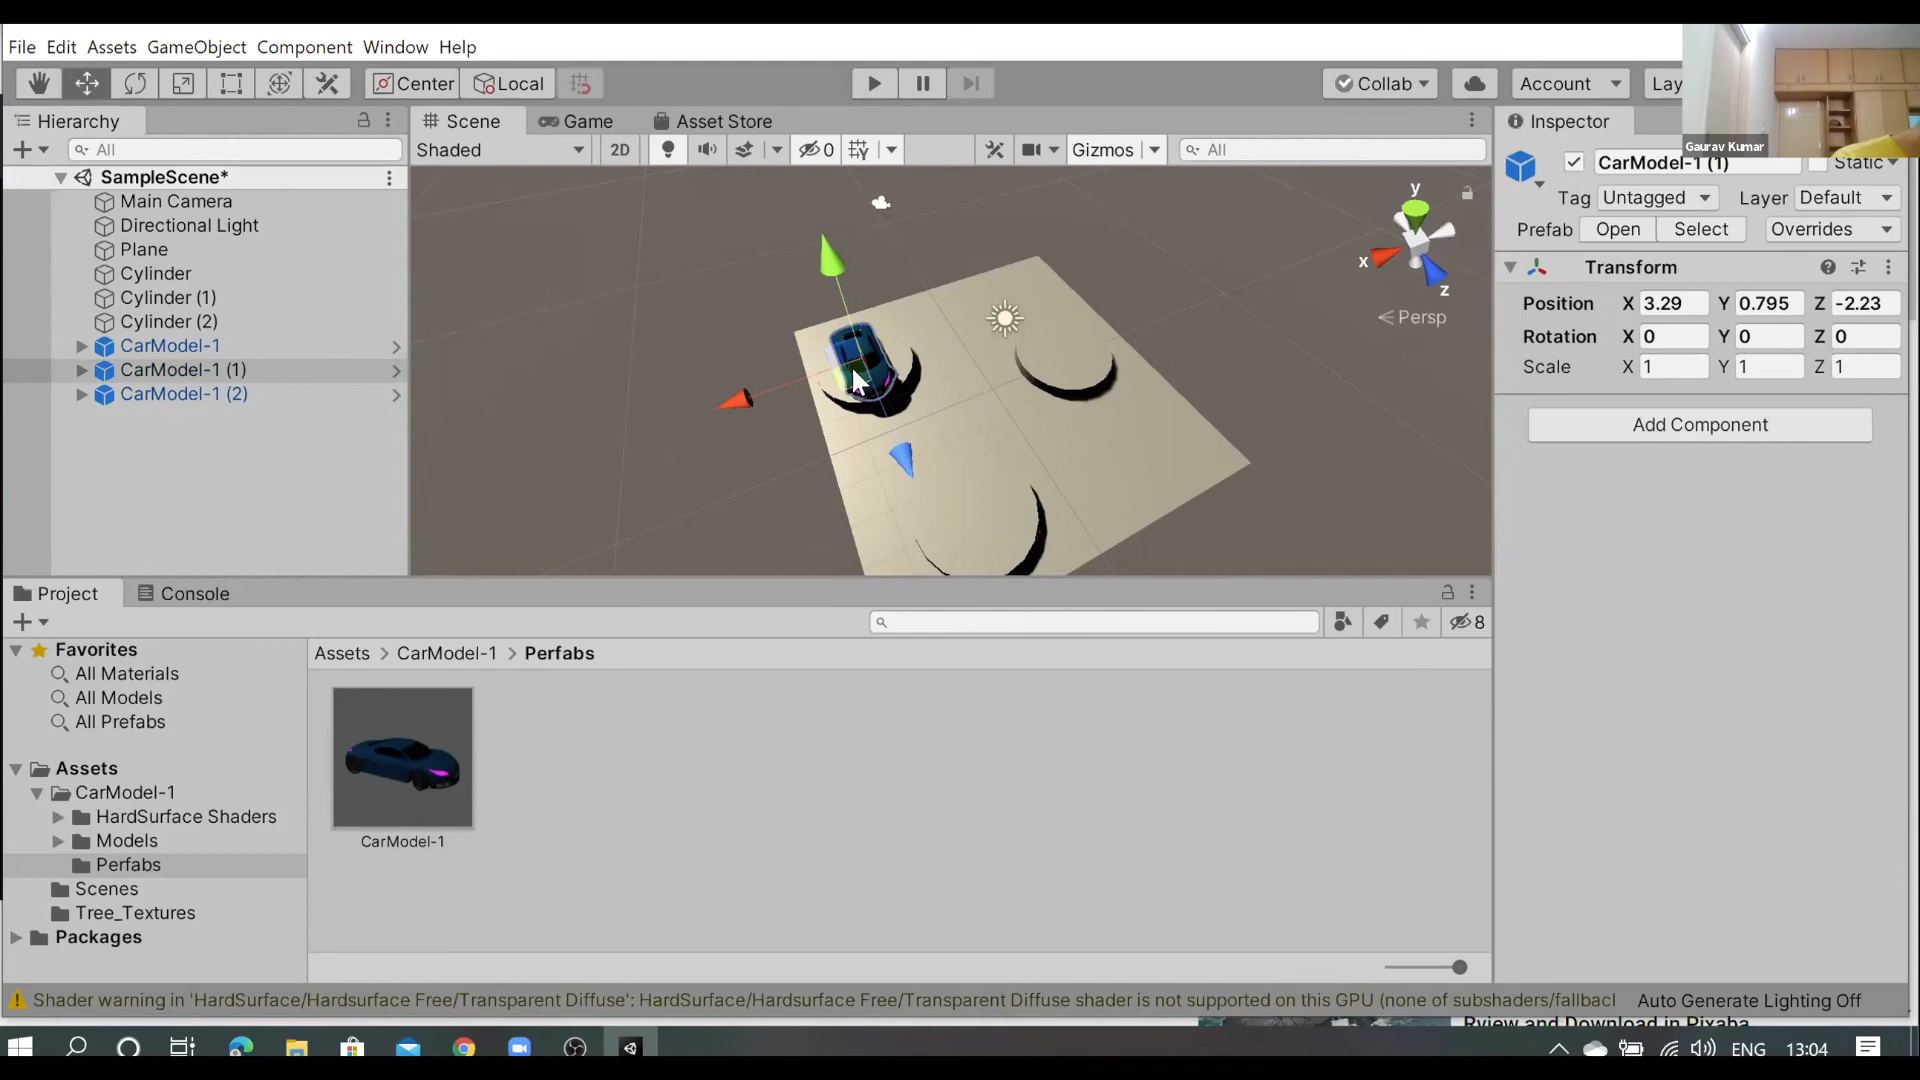 File Edit Assets GameObject Component Window Help
Center Local Collab Account Lay
Gaurav Kumar
Hierarchy
Scene Game Asset Store
Inspector
All
Shaded 2D 0 Gizmos All
CarModel-1 (1) Static
SampleScene*
Main Camera
Directional Light
Plane
Cylinder
Cylinder (1)
Cylinder (2)
CarModel-1
CarModel-1 (1)
CarModel-1 (2)
y
x
z
Persp
Tag Untagged Layer Default
Prefab Open Select Overrides
Transform
Position X 3.29 Y 0.795 Z -2.23
Rotation X 0 Y 0 Z 0
Scale X 1 Y 1 Z 1
Add Component
Project Console
8
Favorites
All Materials
All Models
All Prefabs
Assets
CarModel-1
HardSurface Shaders
Models
Perfabs
Scenes
Tree_Textures
Packages
Assets > CarModel-1 > Perfabs
CarModel-1
Shader warning in 'HardSurface/Hardsurface Free/Transparent Diffuse': HardSurface/Hardsurface Free/Transparent Diffuse shader is not supported on this GPU (none of subshaders/fallbacl
Auto Generate Lighting Off
ENG 13:04